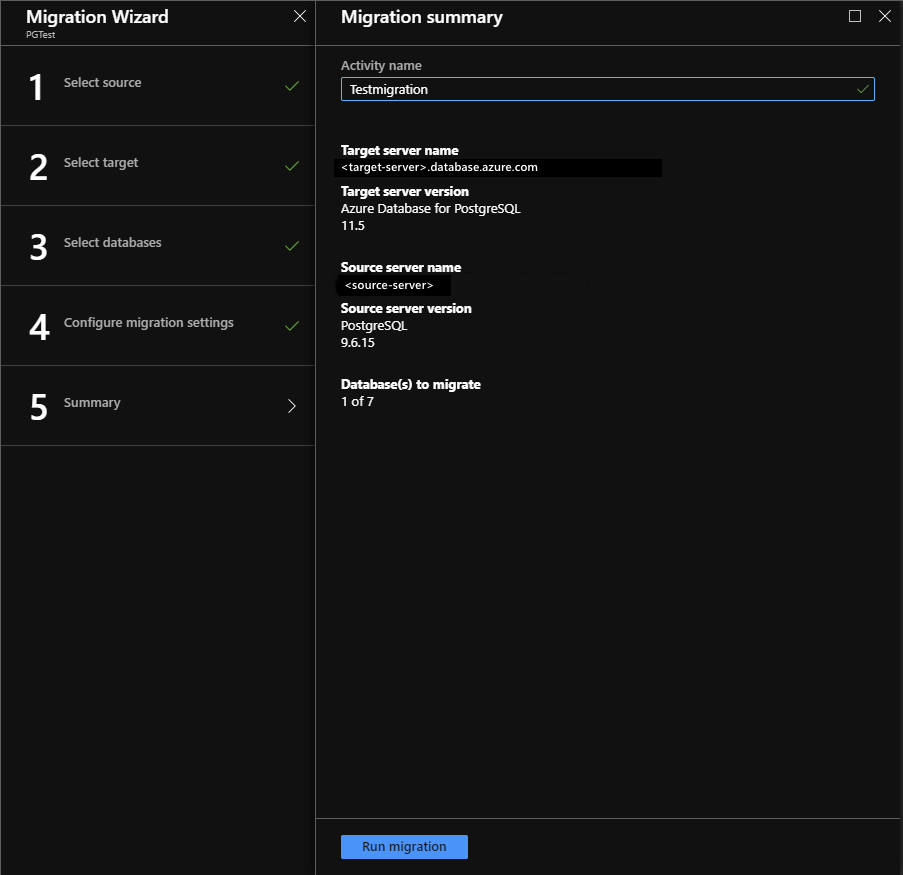 Migration Wizard
PGTest
1 Select source
2 Select target
3 Select databases
4 Configure migration settings
5 Summary
Migration summary
Activity name
Testmigration
Target server name
<target-server>.database.azure.com
Target server version
Azure Database for PostgreSQL
11.5
Source server name
<source-server>
Source server version
PostgreSQL
9.6.15
Database(s) to migrate
1 of 7
Run migration